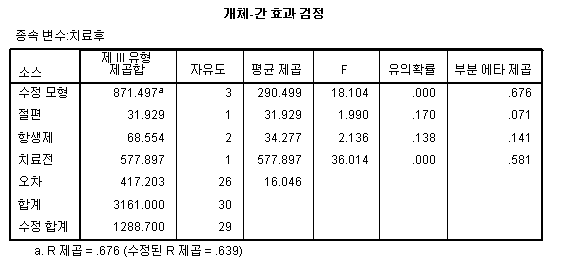 개체-간 효과 검정
종속 변수:치료후
소스 제 III 유형 제곱합 자유도 평균 제곱 F 유의확률 부분 에타 제곱
수정 모형 871.497a 3 290.499 18.104 .000 .676
절편 31.929 1 31.929 1.990 .170 .071
항생제 68.554 2 34.277 2.136 .138 .141
치료전 577.897 1 577.897 36.014 .000 .581
오차 417.203 26 16.046
합계 3161.000 30
수정 합계 1288.700 29
a. R 제곱 = .676 (수정된 R 제곱 = .639)